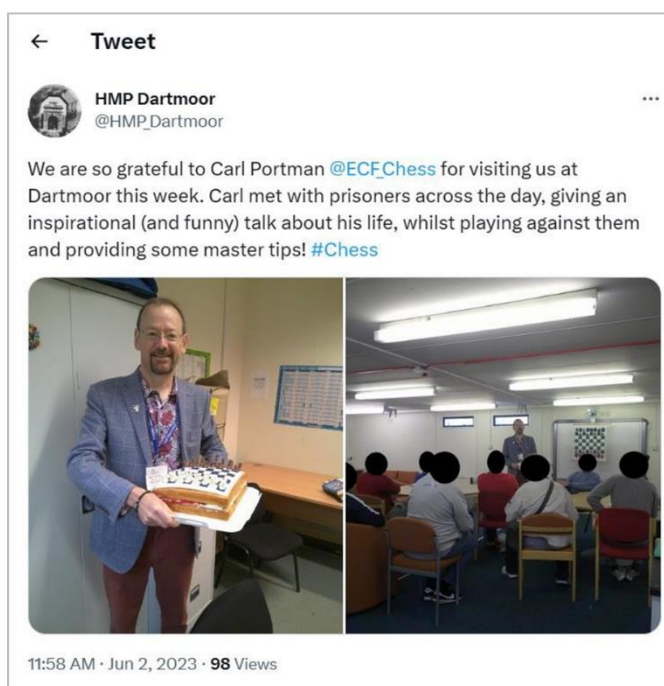 ← Tweet
HMP Dartmoor
@HMP_Dartmoor
We are so grateful to Carl Portman @ECF_Chess for visiting us at
Dartmoor this week. Carl met with prisoners across the day, giving an
inspirational (and funny) talk about his life, whilst playing against them
and providing some master tips! #Chess
11:58 AM · Jun 2, 2023 · 98 Views